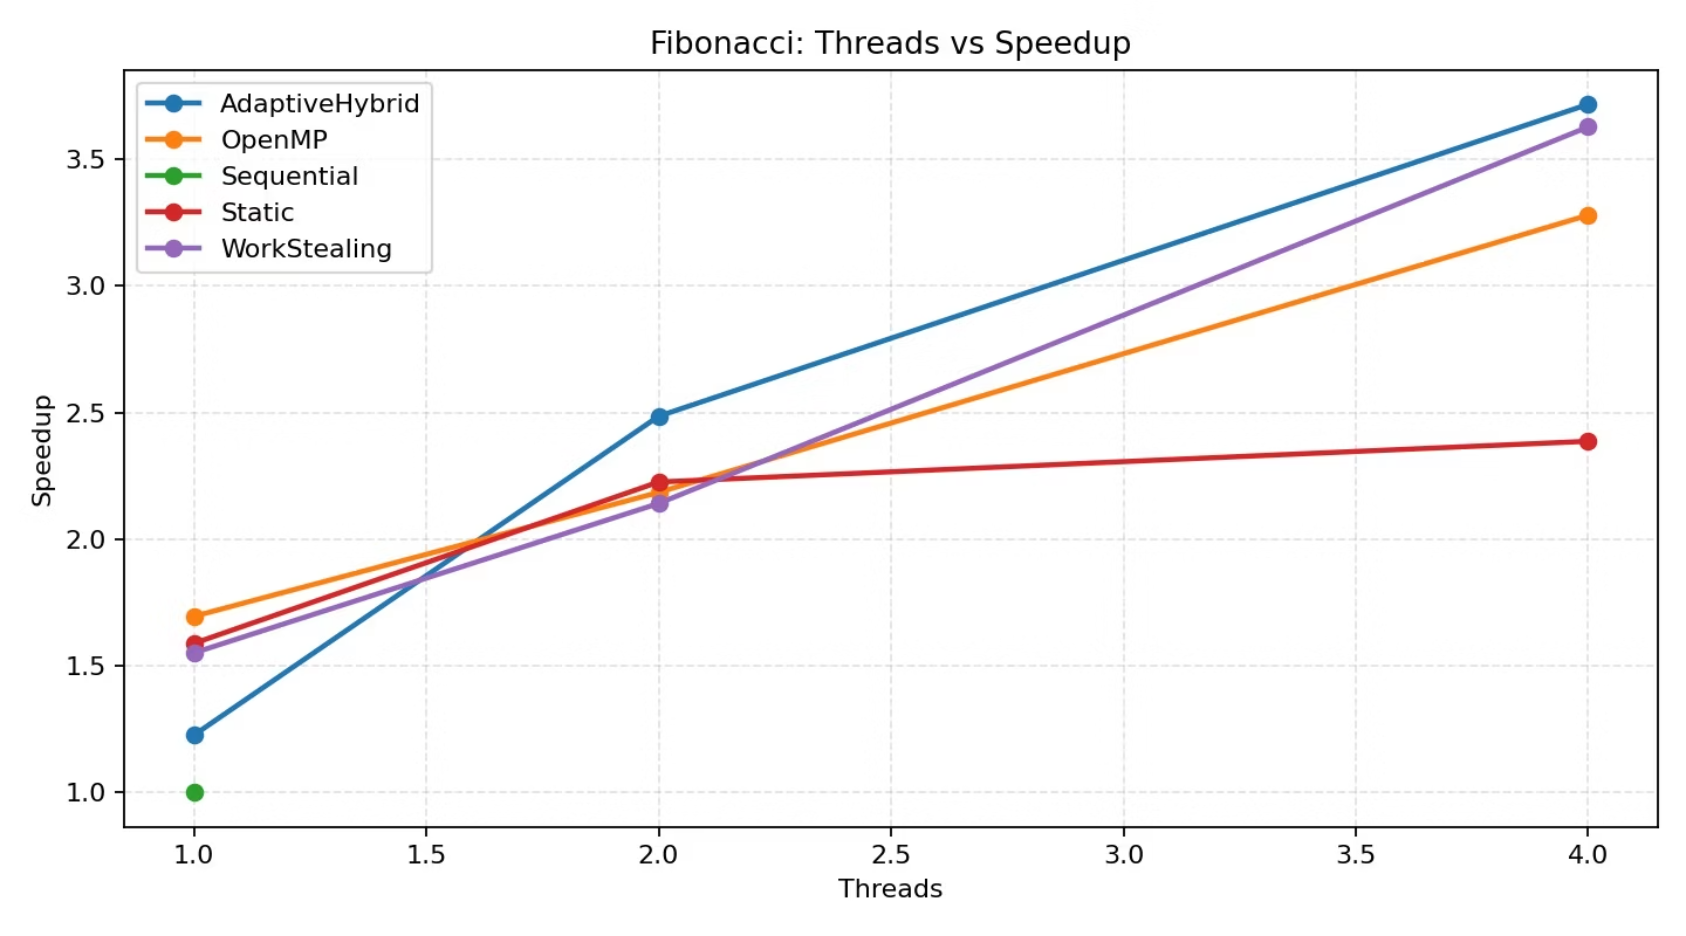 Fibonacci: Threads vs Speedup
AdaptiveHybrid
OpenMP
Sequential
Static
WorkStealing
3.5
3.0
2.5
2.0
1.5
1.0
Speedup
1.0 1.5 2.0 2.5 3.0 3.5 4.0
Threads